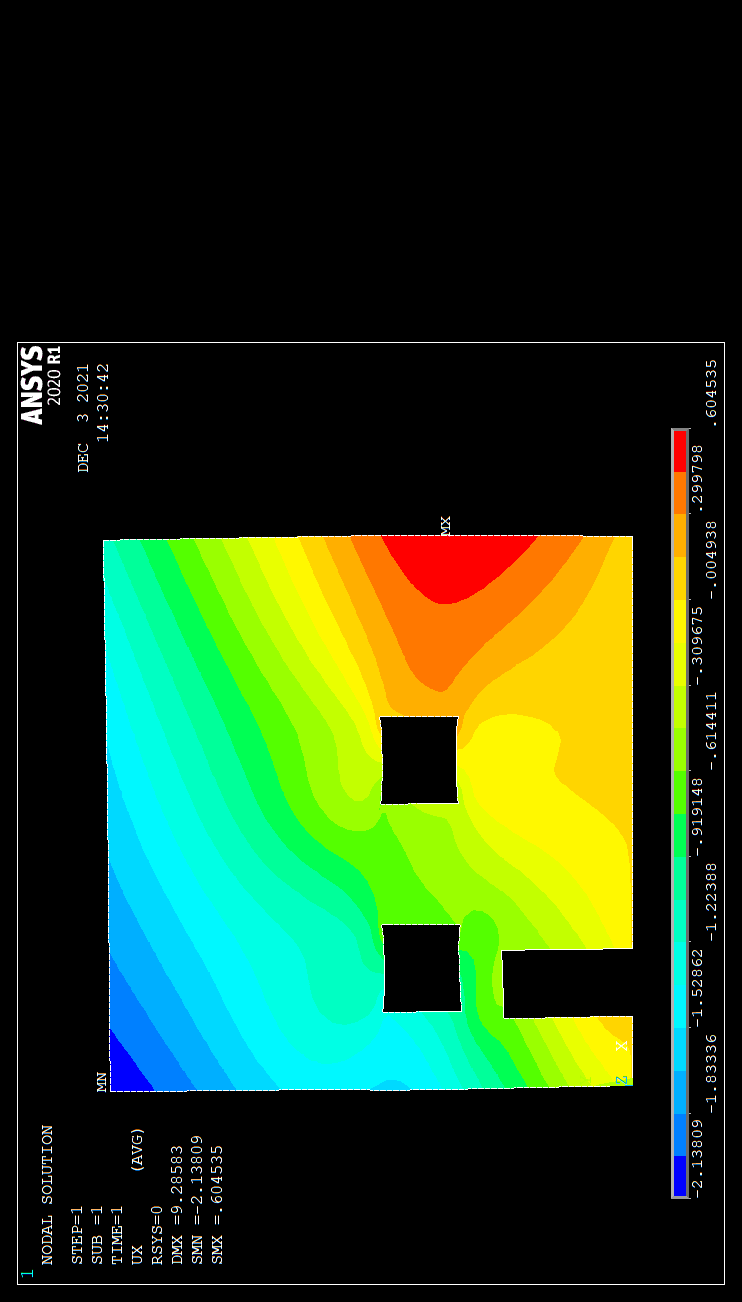 1
NODAL SOLUTION
STEP=1
SUB =1
TIME=1
UX (AVG)
RSYS=0
DMX =9.28583
SMN =-2.13809
SMX =.604535
ANSYS
2020 R1
DEC 3 2021
14:30:42
MN
MX
Z X
-2.13809 -1.83336 -1.52862 -1.22388 -.919148 -.614411 -.309675 -.004938 .299798 .604535